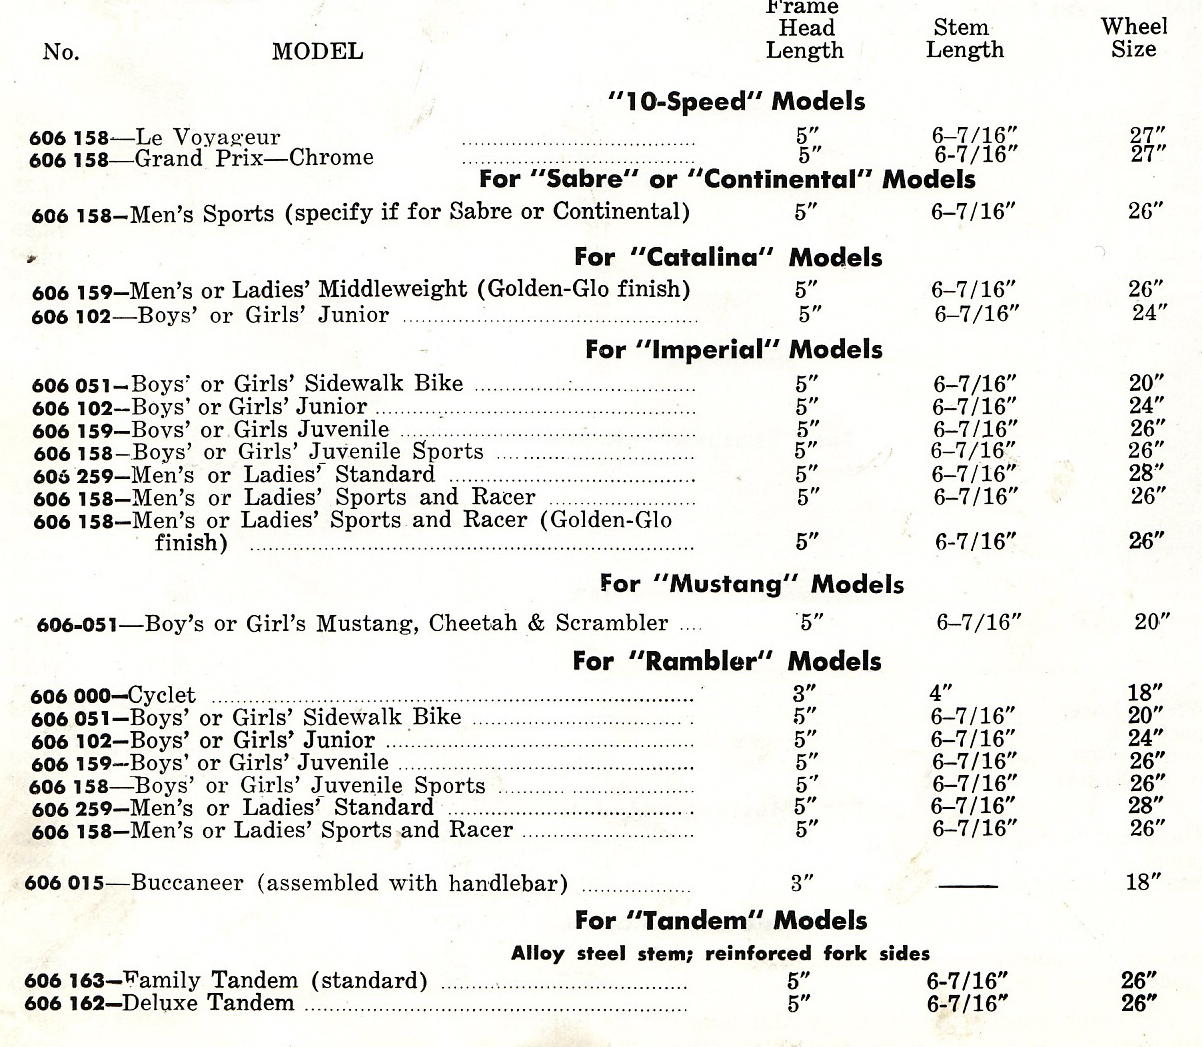 Frame
Head Stem Wheel
No. MODEL Length Length Size
"10-Speed" Models
606 158—Le Voyageur .......... 5" 6–7/16" 27"
606 158—Grand Prix—Chrome .......... 5" 6-7/16" 27"
For "Sabre" or "Continental" Models
606 158—Men's Sports (specify if for Sabre or Continental) 5" 6–7/16" 26"
For "Catalina" Models
606 159—Men's or Ladies' Middleweight (Golden-Glo finish) 5" 6–7/16" 26"
606 102—Boys' or Girls' Junior .......... 5" 6–7/16" 24"
For "Imperial" Models
606 051—Boys' or Girls' Sidewalk Bike .......... 5" 6–7/16" 20"
606 102—Boys' or Girls' Junior .......... 5" 6–7/16" 24"
606 159—Boys' or Girls Juvenile .......... 5" 6–7/16" 26"
606 158—Boys' or Girls' Juvenile Sports .......... 5" 6–7/16" 26"
606 259—Men's or Ladies' Standard .......... 5" 6–7/16" 28"
606 158—Men's or Ladies' Sports and Racer .......... 5" 6–7/16" 26"
606 158—Men's or Ladies' Sports and Racer (Golden-Glo
finish) .......... 5" 6-7/16" 26"
For "Mustang" Models
606-051—Boy's or Girl's Mustang, Cheetah & Scrambler .... 5" 6–7/16" 20"
For "Rambler" Models
606 000—Cyclet .......... 3" 4" 18"
606 051—Boys' or Girls' Sidewalk Bike .......... 5" 6–7/16" 20"
606 102—Boys' or Girls' Junior .......... 5" 6–7/16" 24"
606 159—Boys' or Girls' Juvenile .......... 5" 6–7/16" 26"
606 158—Boys' or Girls' Juvenile Sports .......... 5" 6–7/16" 26"
606 259—Men's or Ladies' Standard .......... 5" 6–7/16" 28"
606 158—Men's or Ladies' Sports and Racer .......... 5" 6–7/16" 26"
606 015—Buccaneer (assembled with handlebar) .......... 3" —— 18"
For "Tandem" Models
Alloy steel stem; reinforced fork sides
606 163—Family Tandem (standard) .......... 5" 6-7/16" 26"
606 162—Deluxe Tandem .......... 5" 6-7/16" 26"